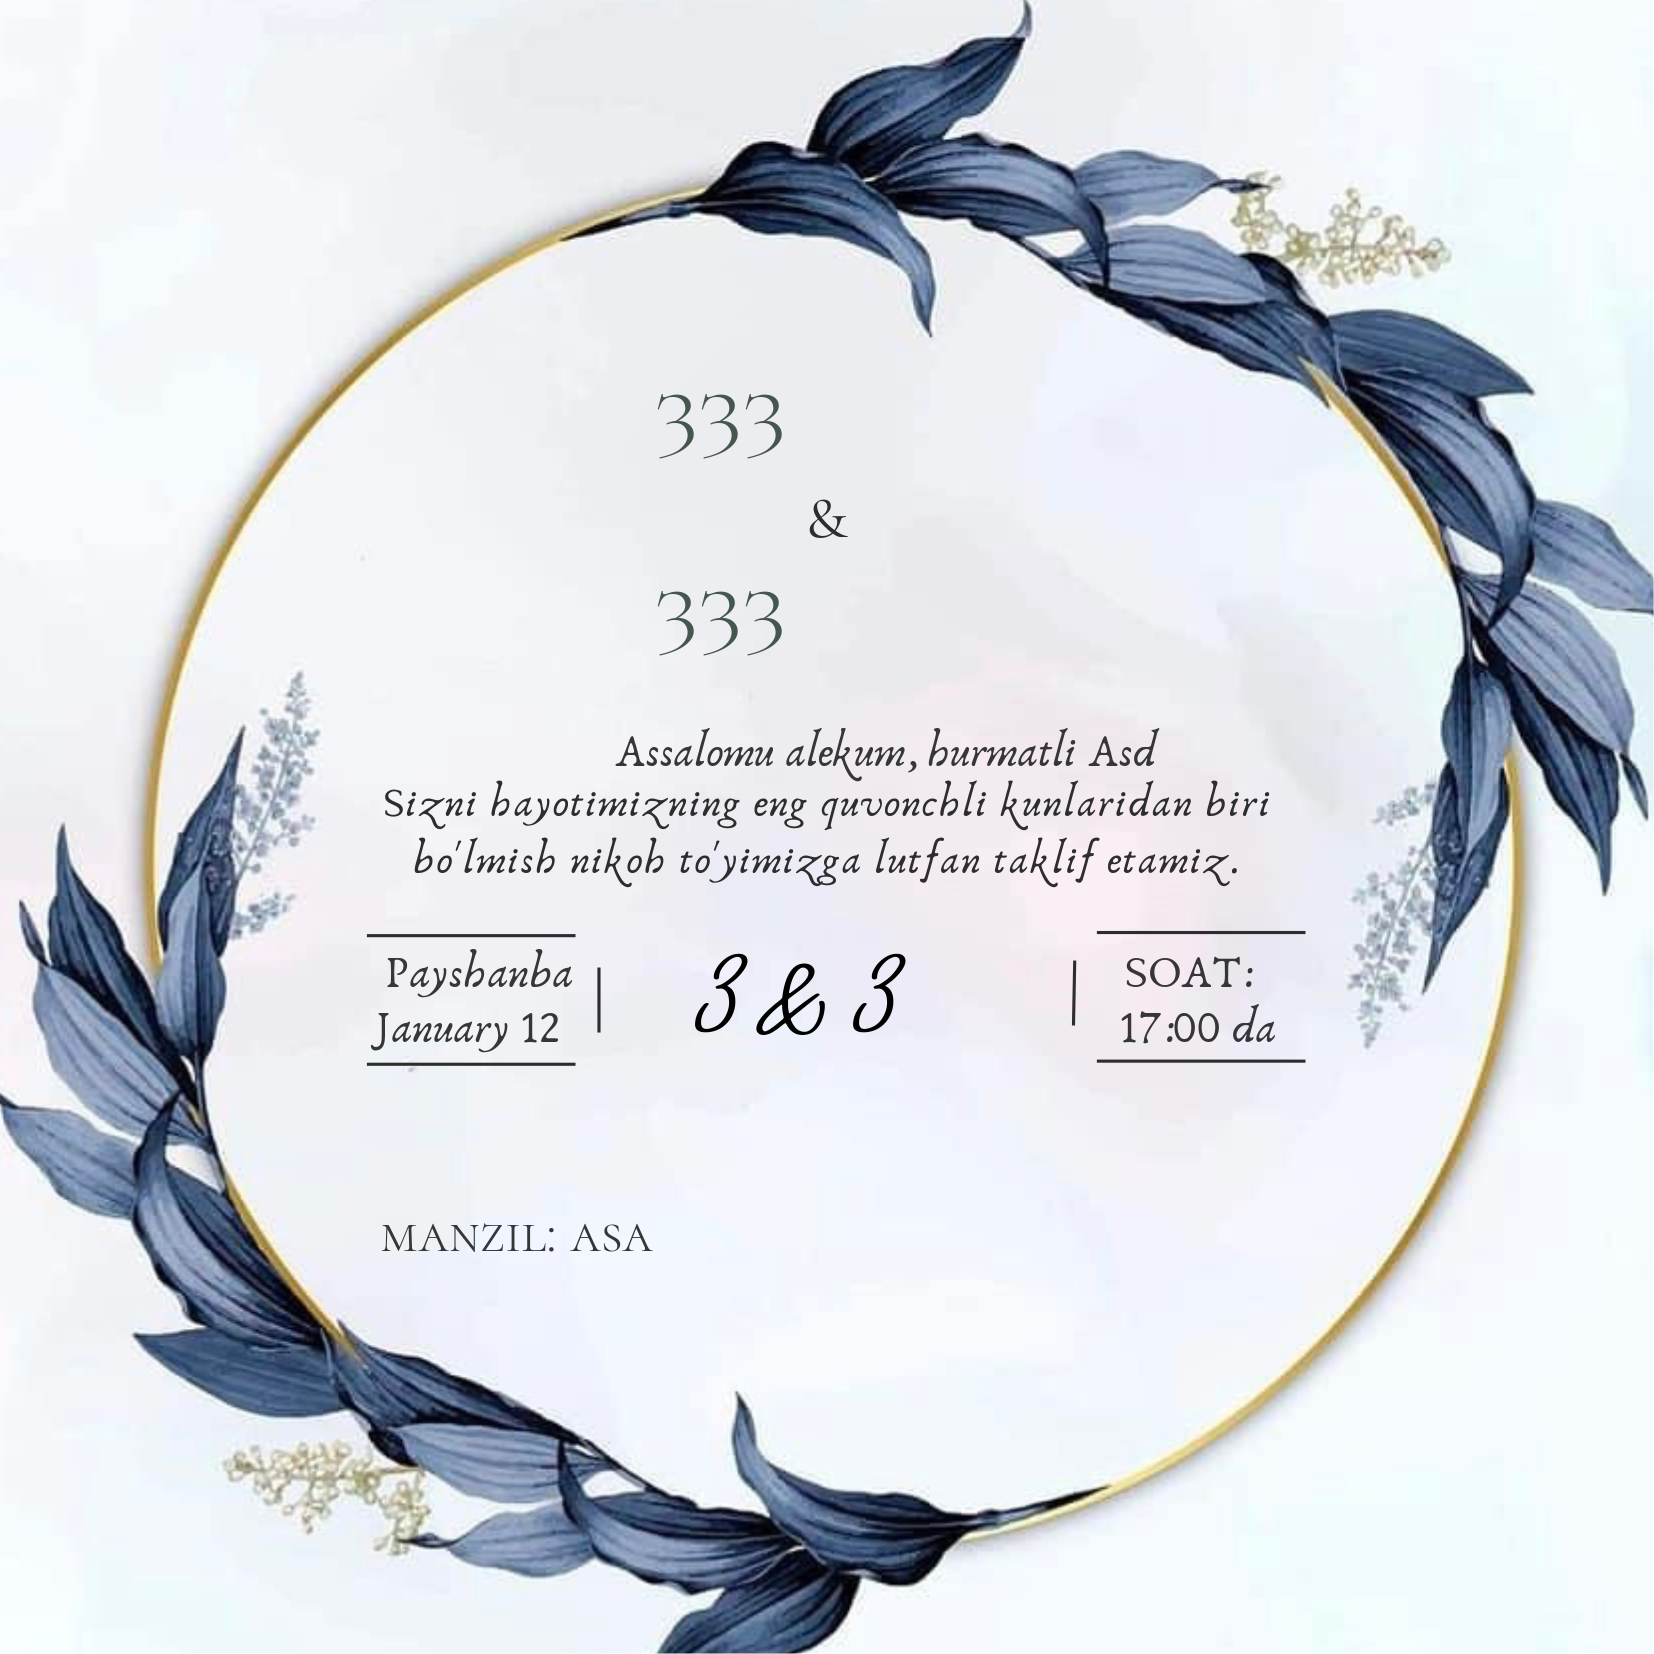 333
&
333
Assalomu alekum, hurmatli Asd
Sizni hayotimizning eng quvonchli kunlaridan biri
bo'lmish nikoh to'yimizga lutfan taklif etamiz.
Payshanba
January 12
3 & 3
SOAT:
17:00 da
MANZIL: ASA